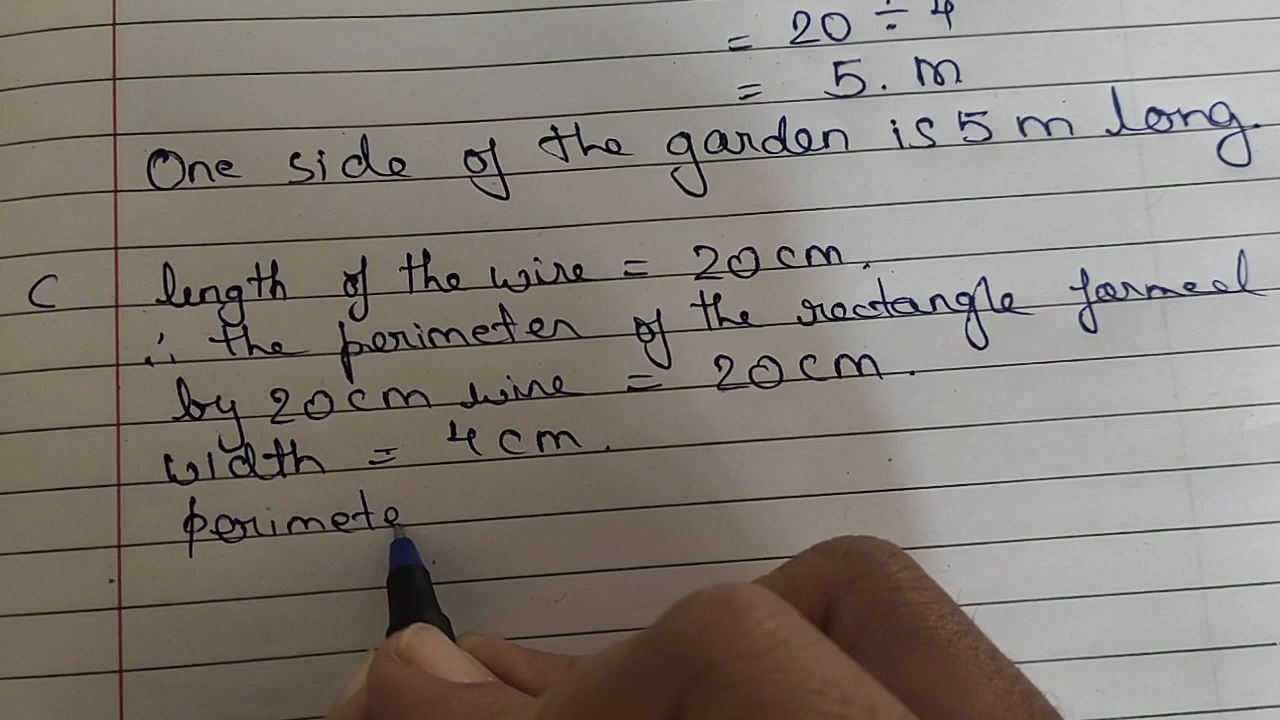 = 20 ÷ 4
= 5. m
One side of the garden is 5 m long.
C length of the wire = 20 cm.
∴ the perimeter of the rectangle formed
by 20 cm wire = 20 cm.
width = 4 cm.
perimete